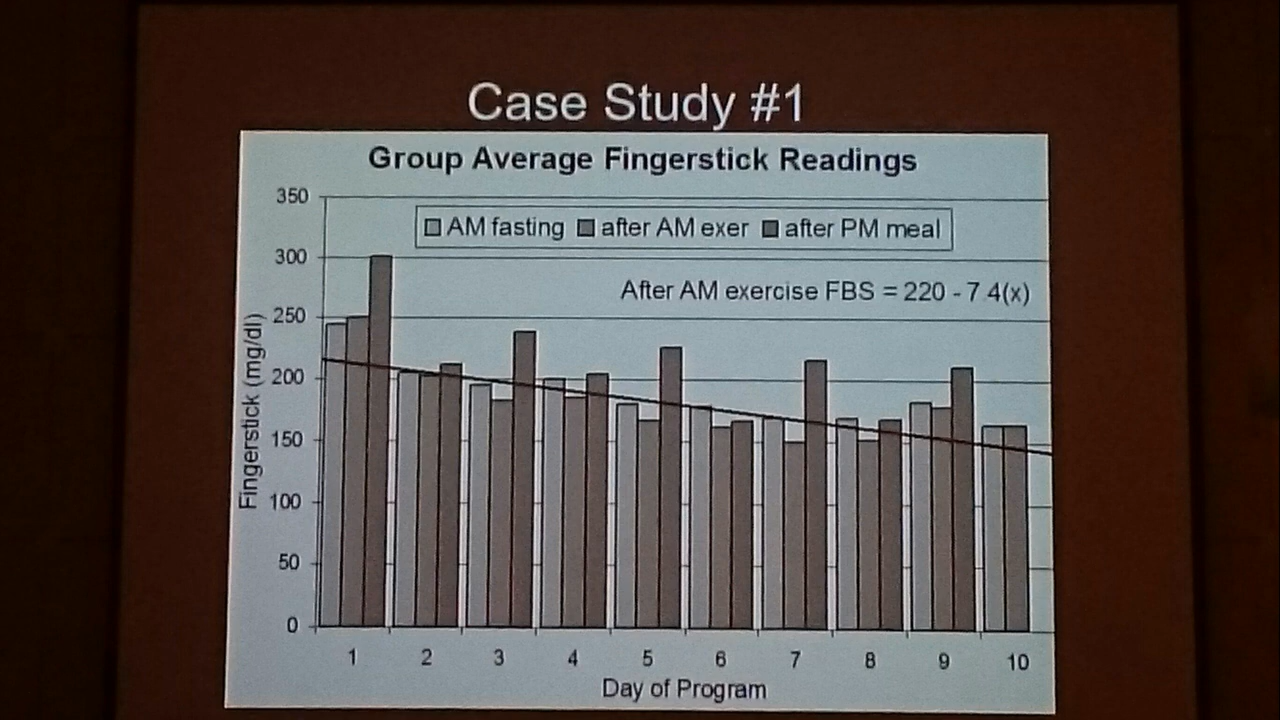 Case Study #1
Group Average Fingerstick Readings
AM fasting after AM exer after PM meal
After AM exercise FBS = 220 - 7.4(x)
Fingerstick (mg/dl)
350
300
250
200
150
100
50
0
1 2 3 4 5 6 7 8 9 10
Day of Program